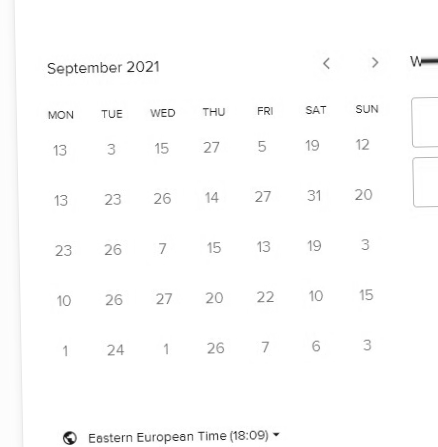 September 2021
W
MON TUE WED THU FRI SAT SUN
13 3 15 27 5 19 12
13 23 26 14 27 31 20
23 26 7 15 13 19 3
10 26 27 20 22 10 15
1 24 1 26 7 6 3
Eastern European Time (18:09)